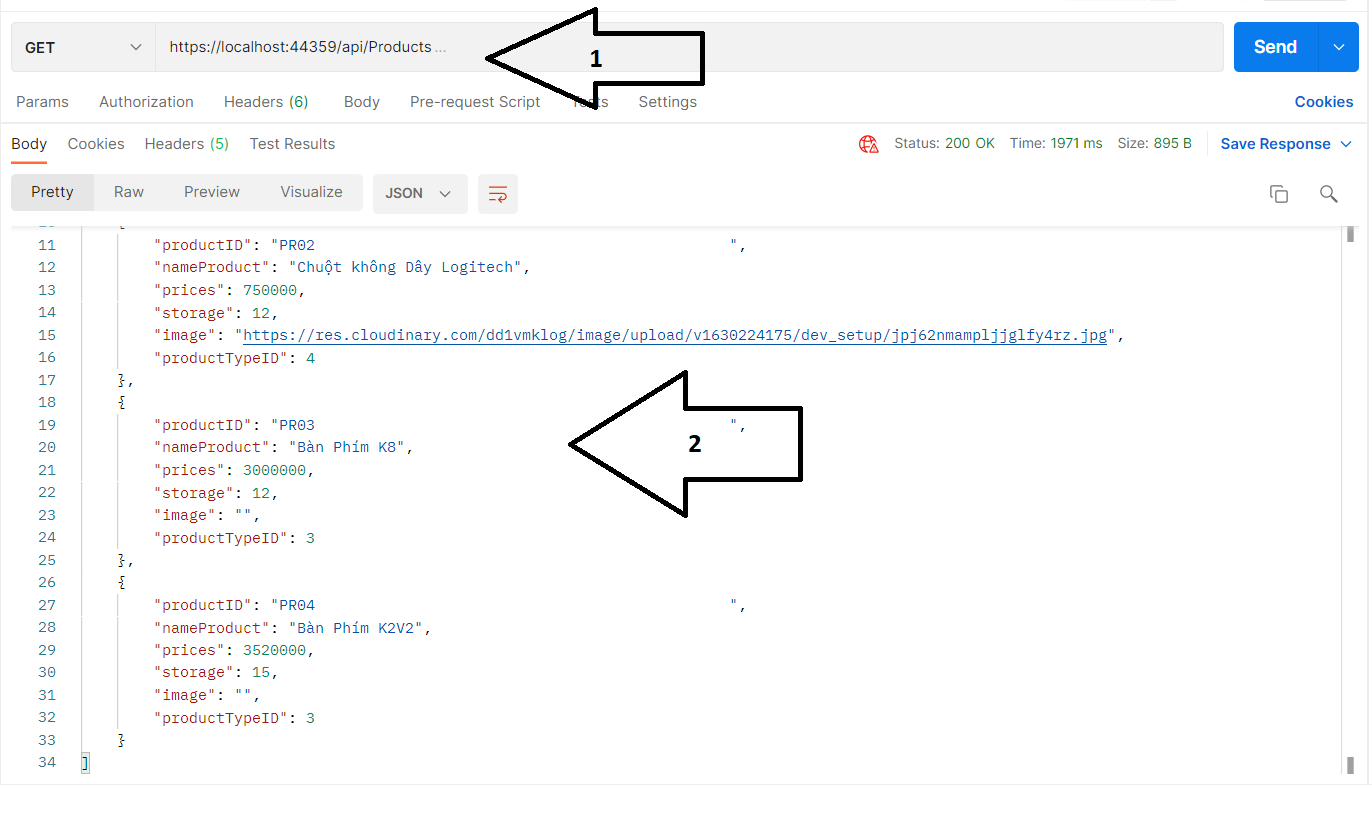 GET https://localhost:44359/api/Products ... 1 Send
Params Authorization Headers (6) Body Pre-request Script Tests Settings Cookies
Body Cookies Headers (5) Test Results Status: 200 OK Time: 1971 ms Size: 895 B Save Response
Pretty Raw Preview Visualize JSON
11 "productID": "PR02 ",
12 "nameProduct": "Chuột không Dây Logitech",
13 "prices": 750000,
14 "storage": 12,
15 "image": "https://res.cloudinary.com/dd1vmklog/image/upload/v1630224175/dev_setup/jpj62nmampljjglfy4rz.jpg",
16 "productTypeID": 4
17 },
18 {
19 "productID": "PR03 ",
20 "nameProduct": "Bàn Phím K8", 2
21 "prices": 3000000,
22 "storage": 12,
23 "image": "",
24 "productTypeID": 3
25 },
26 {
27 "productID": "PR04 ",
28 "nameProduct": "Bàn Phím K2V2",
29 "prices": 3520000,
30 "storage": 15,
31 "image": "",
32 "productTypeID": 3
33 }
34 ]